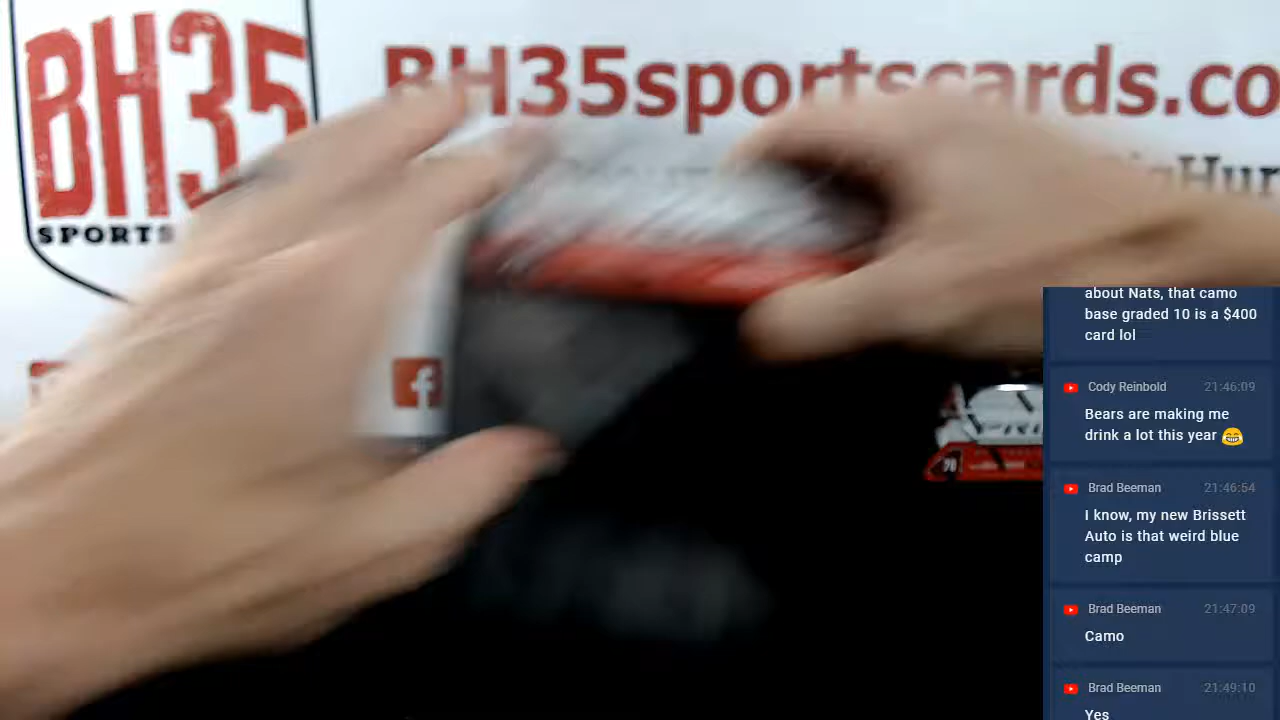 BH35
SPORTS
BH35sportscards.co
about Nats, that camo
base graded 10 is a $400
card lol
Cody Reinbold 21:46:09
Bears are making me
drink a lot this year 😂
Brad Beeman 21:46:54
I know, my new Brissett
Auto is that weird blue
camp
Brad Beeman 21:47:09
Camo
Brad Beeman 21:49:10
Yes